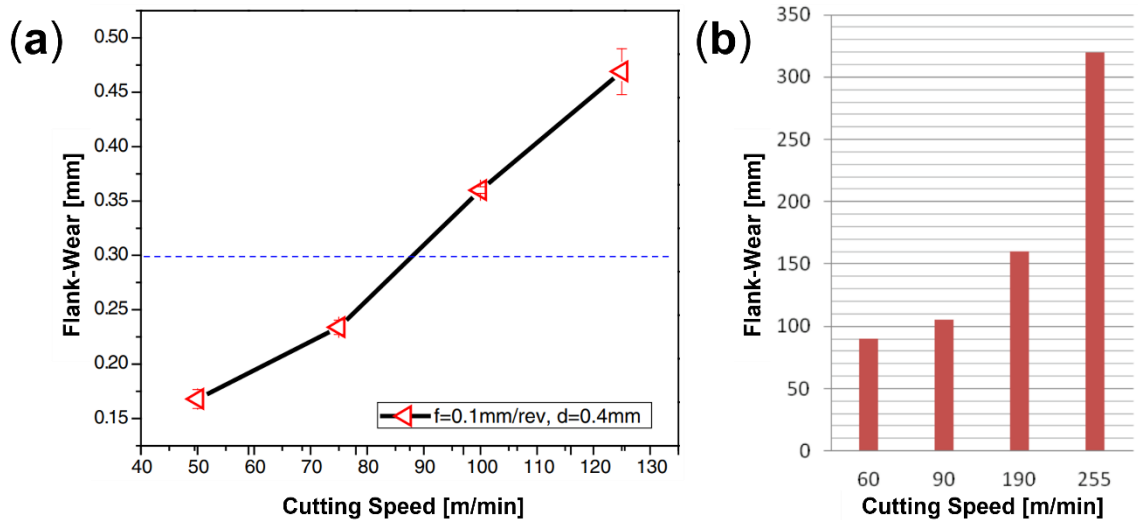 (a)
0.50
0.45
0.40
0.35
0.30
0.25
0.20
0.15
Flank-Wear [mm]
f=0.1mm/rev, d=0.4mm
40 50 60 70 80 90 100 110 120 130
Cutting Speed [m/min]
(b)
350
300
250
200
150
100
50
0
Flank-Wear [mm]
60 90 190 255
Cutting Speed [m/min]